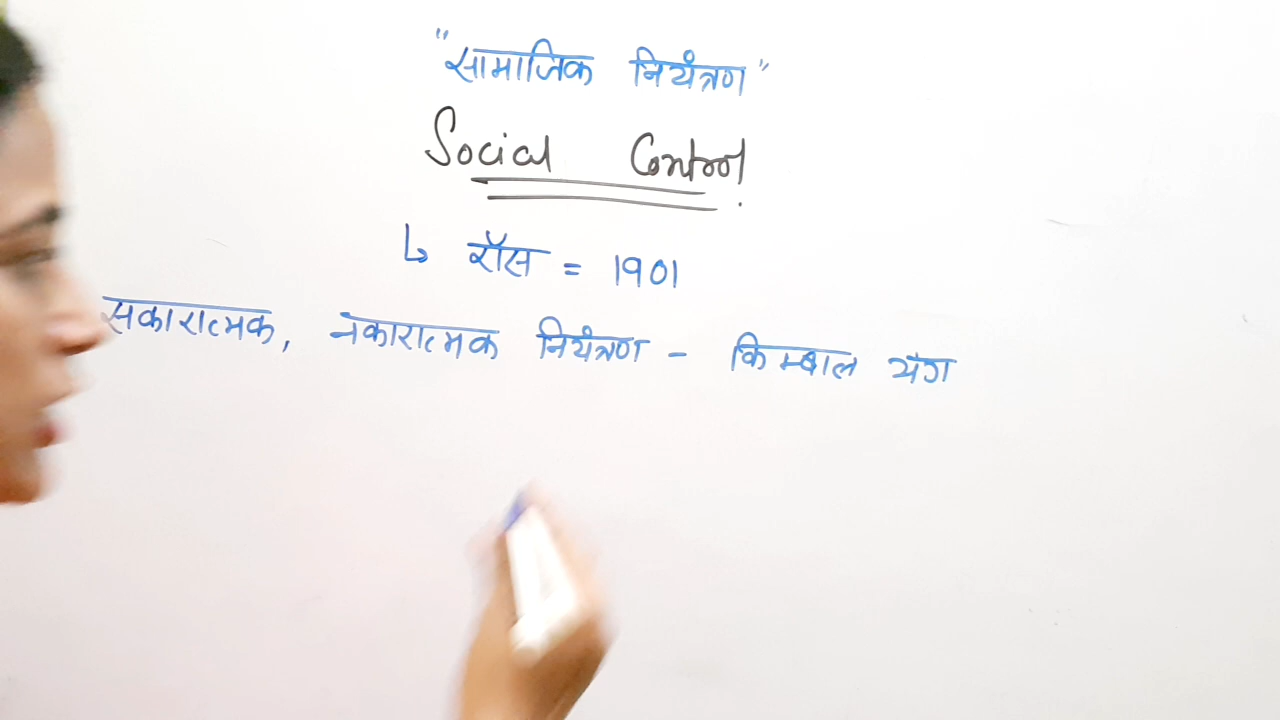 "सामाजिक नियंत्रण"
Social Control
↳ रॉस = 1901
सकारात्मक, नकारात्मक नियंत्रण - किम्बाल यंग